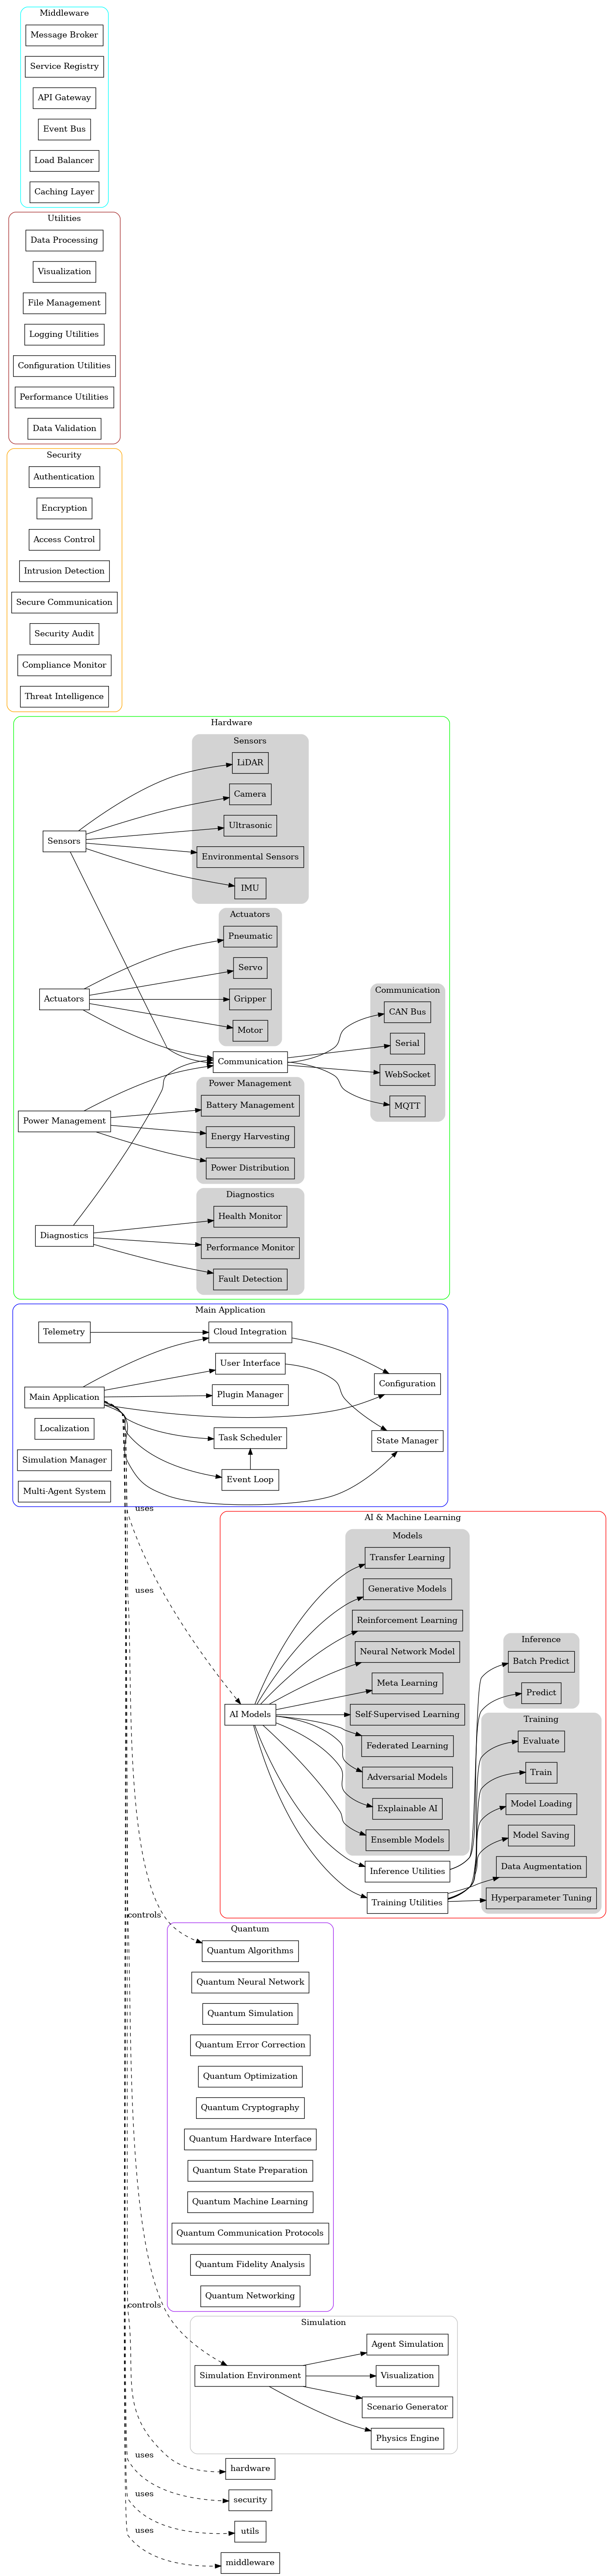 Middleware
Message Broker
Service Registry
API Gateway
Event Bus
Load Balancer
Caching Layer
Utilities
Data Processing
Visualization
File Management
Logging Utilities
Configuration Utilities
Performance Utilities
Data Validation
Security
Authentication
Encryption
Access Control
Intrusion Detection
Secure Communication
Security Audit
Compliance Monitor
Threat Intelligence
Hardware
Sensors
LiDAR
Camera
Ultrasonic
Sensors
Environmental Sensors
IMU
Actuators
Pneumatic
Servo
Actuators
Gripper
Motor
Communication
Communication
CAN Bus
Serial
WebSocket
MQTT
Power Management
Power Management
Battery Management
Energy Harvesting
Power Distribution
Diagnostics
Diagnostics
Health Monitor
Performance Monitor
Fault Detection
Main Application
Telemetry
Cloud Integration
User Interface
Configuration
Main Application
Plugin Manager
Localization
Task Scheduler
State Manager
Simulation Manager
Event Loop
Multi-Agent System
uses
uses
AI & Machine Learning
Models
Transfer Learning
Generative Models
Reinforcement Learning
Neural Network Model
Meta Learning
AI Models
Self-Supervised Learning
Federated Learning
Adversarial Models
Explainable AI
Ensemble Models
Inference Utilities
Training Utilities
Inference
Batch Predict
Predict
Training
Evaluate
Train
Model Loading
Model Saving
Data Augmentation
Hyperparameter Tuning
controls
Quantum
Quantum Algorithms
Quantum Neural Network
Quantum Simulation
Quantum Error Correction
Quantum Optimization
Quantum Cryptography
Quantum Hardware Interface
Quantum State Preparation
Quantum Machine Learning
Quantum Communication Protocols
Quantum Fidelity Analysis
Quantum Networking
controls
Simulation
Simulation Environment
Agent Simulation
Visualization
Scenario Generator
Physics Engine
uses
hardware
uses
security
uses
utils
middleware